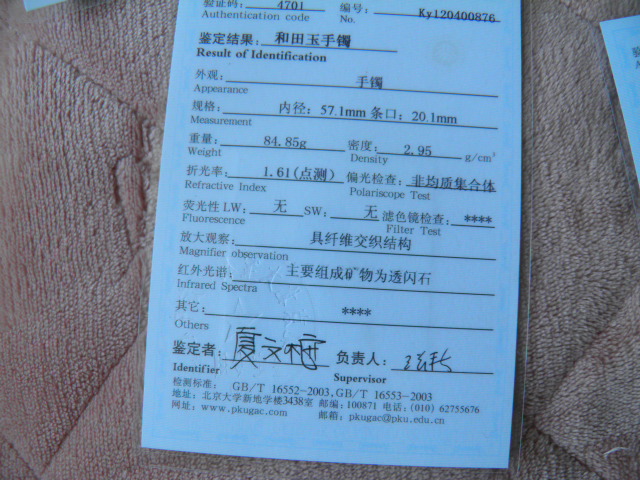 验证码： 4701 编号： Ky120400876
Authentication code No.
鉴定结果： 和田玉手镯
Result of Identification
外观： 手镯
Appearance
规格： 内径：57.1mm 条口：20.1mm
Measurement
重量： 84.85g 密度： 2.95 g/cm³
Weight Density
折光率： 1.61(点测) 偏光检查： 非均质集合体
Refractive Index Polariscope Test
荧光性 LW： 无 SW： 无 滤色镜检查： ****
Fluorescence Filter Test
放大观察： 具纤维交织结构
Magnifier observation
红外光谱： 主要组成矿物为透闪石
Infrared Spectra
其它： ****
Others
鉴定者： 负责人：
Identifier Supervisor
检测标准： GB/T 16552-2003, GB/T 16553-2003
地址：北京大学新地学楼3438室 邮编：100871 电话：(010) 62755676
网址：www.pkugac.com 邮箱：pkugac@pku.edu.cn